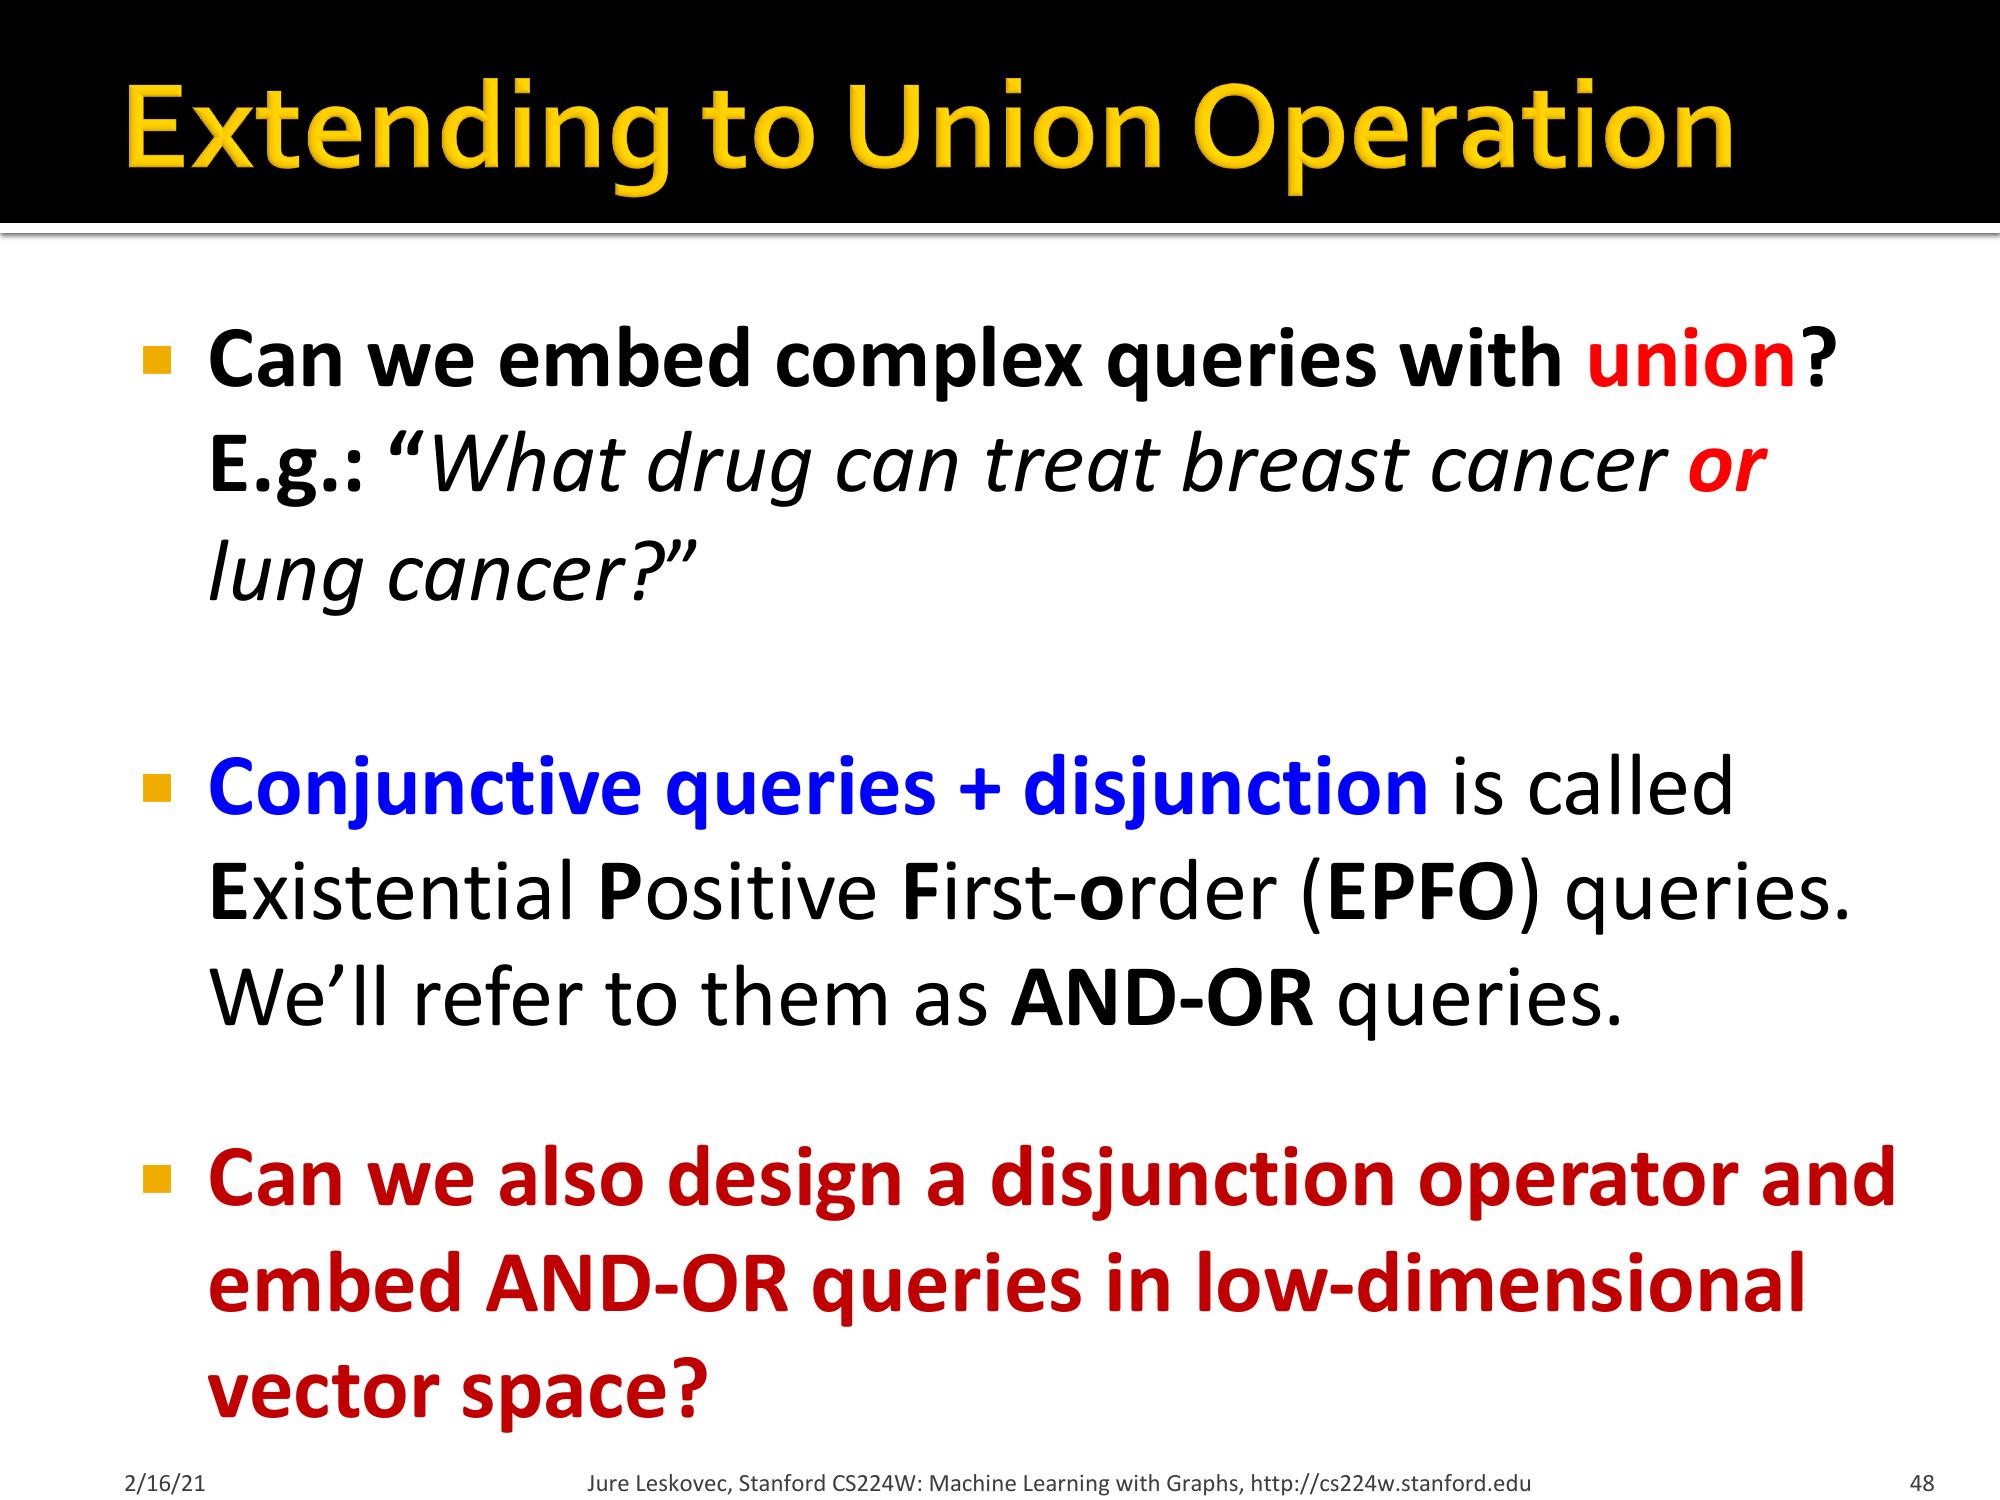 Extending to Union Operation
Can we embed complex queries with union?
E.g.: “What drug can treat breast cancer or
lung cancer?”
Conjunctive queries + disjunction is called
Existential Positive First-order (EPFO) queries.
We’ll refer to them as AND-OR queries.
Can we also design a disjunction operator and
embed AND-OR queries in low-dimensional
vector space?
2/16/21 Jure Leskovec, Stanford CS224W: Machine Learning with Graphs, http://cs224w.stanford.edu 48